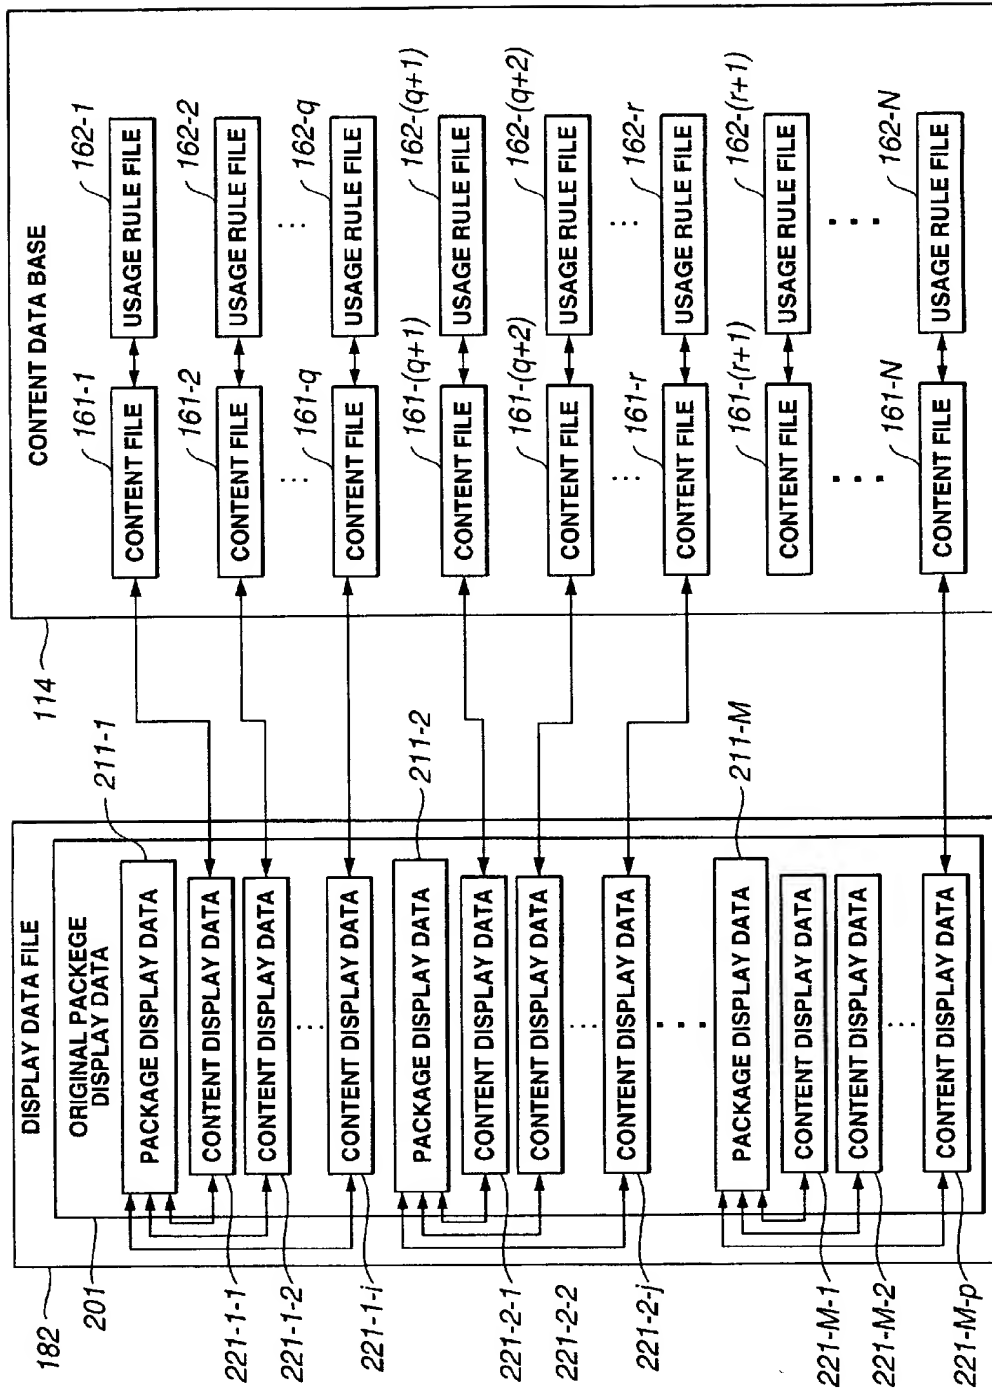 DISPLAY DATA FILE
ORIGINAL PACKEGE
DISPLAY DATA
182
201
PACKAGE DISPLAY DATA
211-1
CONTENT DISPLAY DATA
221-1-1
CONTENT DISPLAY DATA
221-1-2
CONTENT DISPLAY DATA
221-1-i
PACKAGE DISPLAY DATA
211-2
CONTENT DISPLAY DATA
221-2-1
CONTENT DISPLAY DATA
221-2-2
CONTENT DISPLAY DATA
221-2-j
PACKAGE DISPLAY DATA
211-M
CONTENT DISPLAY DATA
221-M-1
CONTENT DISPLAY DATA
221-M-2
CONTENT DISPLAY DATA
221-M-p
114
CONTENT DATA BASE
161-1
CONTENT FILE
162-1
USAGE RULE FILE
161-2
CONTENT FILE
162-2
USAGE RULE FILE
161-q
CONTENT FILE
162-q
USAGE RULE FILE
161-(q+1)
CONTENT FILE
162-(q+1)
USAGE RULE FILE
161-(q+2)
CONTENT FILE
162-(q+2)
USAGE RULE FILE
161-r
CONTENT FILE
162-r
USAGE RULE FILE
161-(r+1)
CONTENT FILE
162-(r+1)
USAGE RULE FILE
161-N
CONTENT FILE
162-N
USAGE RULE FILE